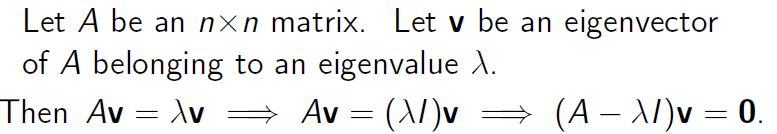 Let A be an n×n matrix. Let v be an eigenvector
of A belonging to an eigenvalue λ.
Then Av = λv ⟹ Av = (λI)v ⟹ (A − λI)v = 0.